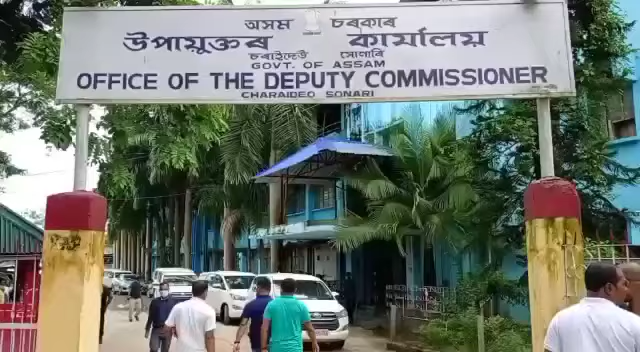 অসম চৰকাৰ
উপায়ুক্তৰ কাৰ্যালয়
চৰাইদেউ সোণাৰি
GOVT. OF ASSAM
OFFICE OF THE DEPUTY COMMISSIONER
CHARAIDEO SONARI